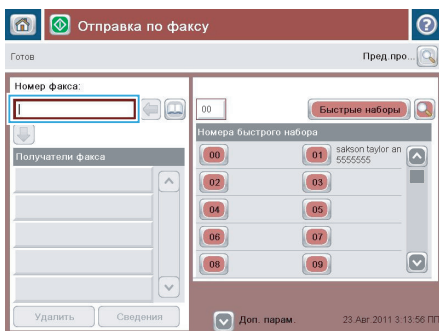 Отправка по факсу
Готов
Пред.про...
Номер факса:
00
Быстрые наборы
Номера быстрого набора
Получатели факса
00
01 sakson taylor an
5555555
02
03
04
05
06
07
08
09
Удалить
Сведения
Доп. парам.
23 Авг 2011 3:13:56 ПП